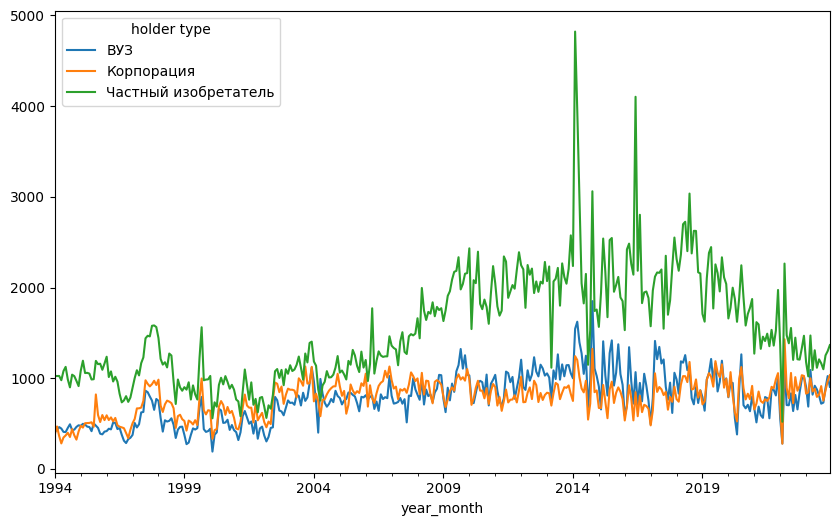 holder type
ВУЗ
Корпорация
Частный изобретатель
5000
4000
3000
2000
1000
0
1994
1999
2004
2009
2014
2019
year_month